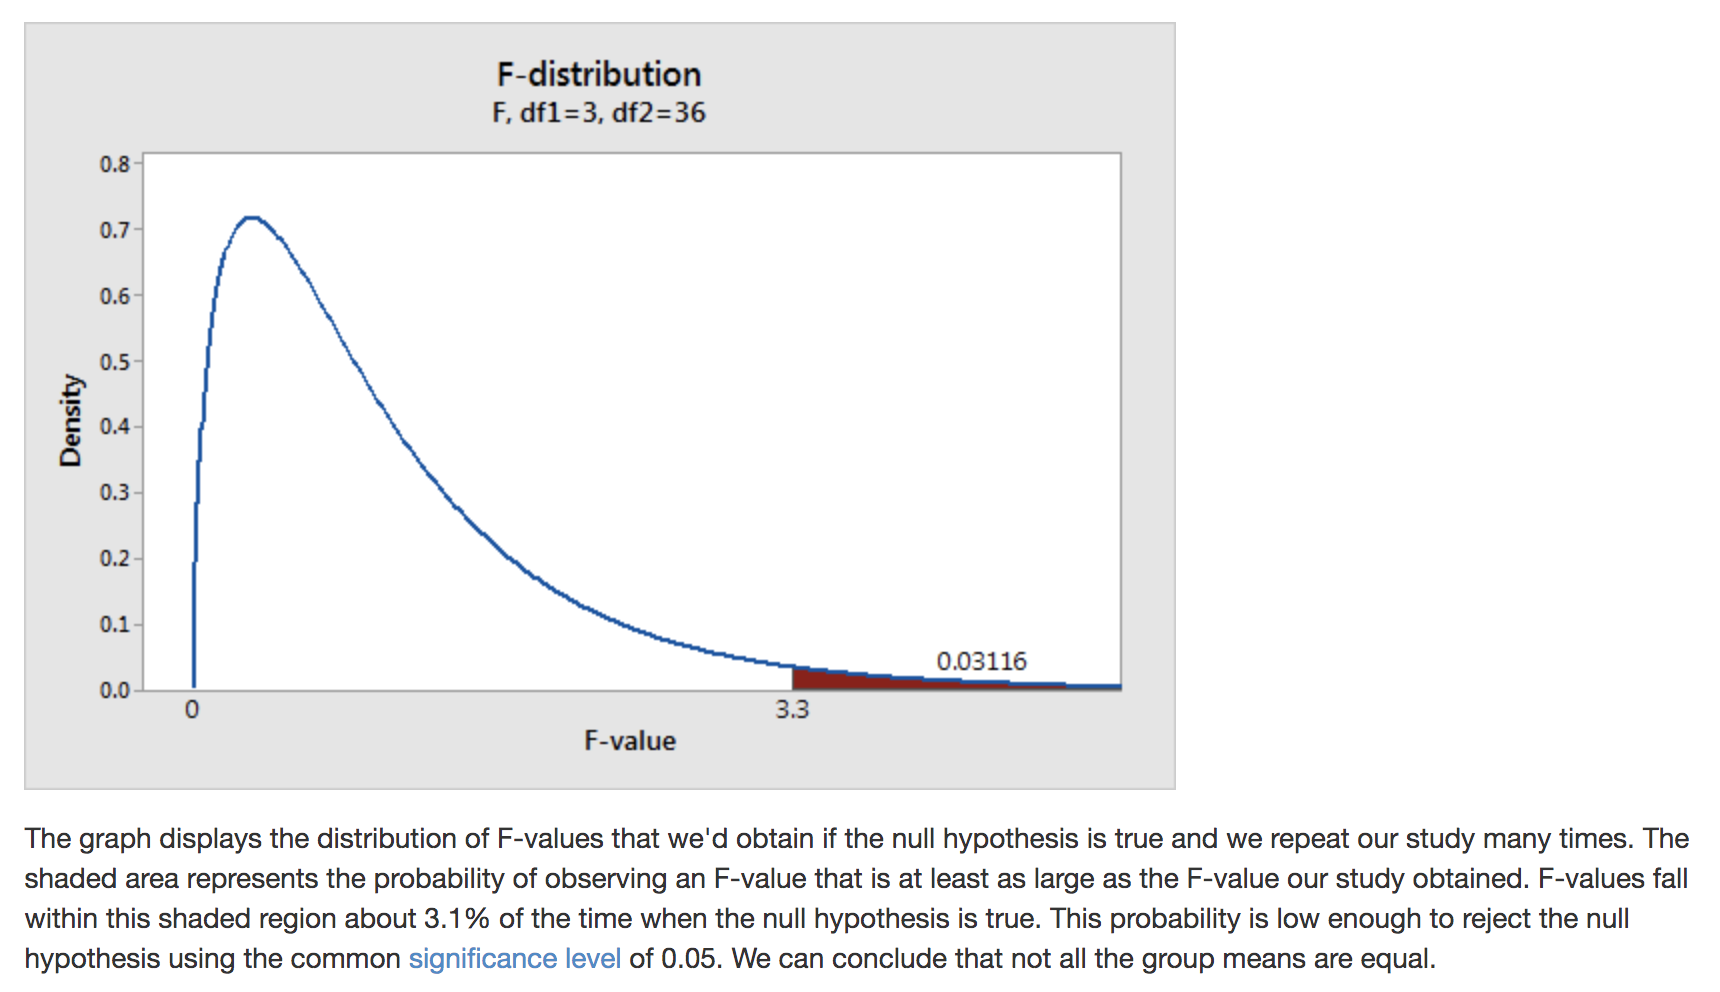 F-distribution
F, df1=3, df2=36
0.8
0.7
0.6
0.5
0.4
0.3
0.2
0.1
0.0
Density
0.03116
0
3.3
F-value
The graph displays the distribution of F-values that we'd obtain if the null hypothesis is true and we repeat our study many times. The
shaded area represents the probability of observing an F-value that is at least as large as the F-value our study obtained. F-values fall
within this shaded region about 3.1% of the time when the null hypothesis is true. This probability is low enough to reject the null
hypothesis using the common significance level of 0.05. We can conclude that not all the group means are equal.